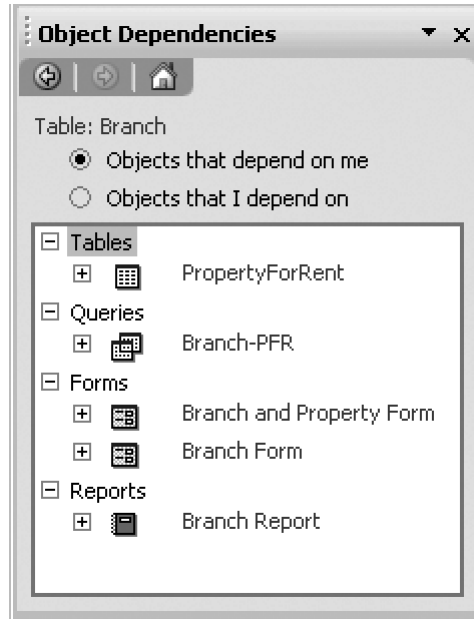 Object Dependencies
Table: Branch
Objects that depend on me
Objects that I depend on
Tables
PropertyForRent
Queries
Branch-PFR
Forms
Branch and Property Form
Branch Form
Reports
Branch Report